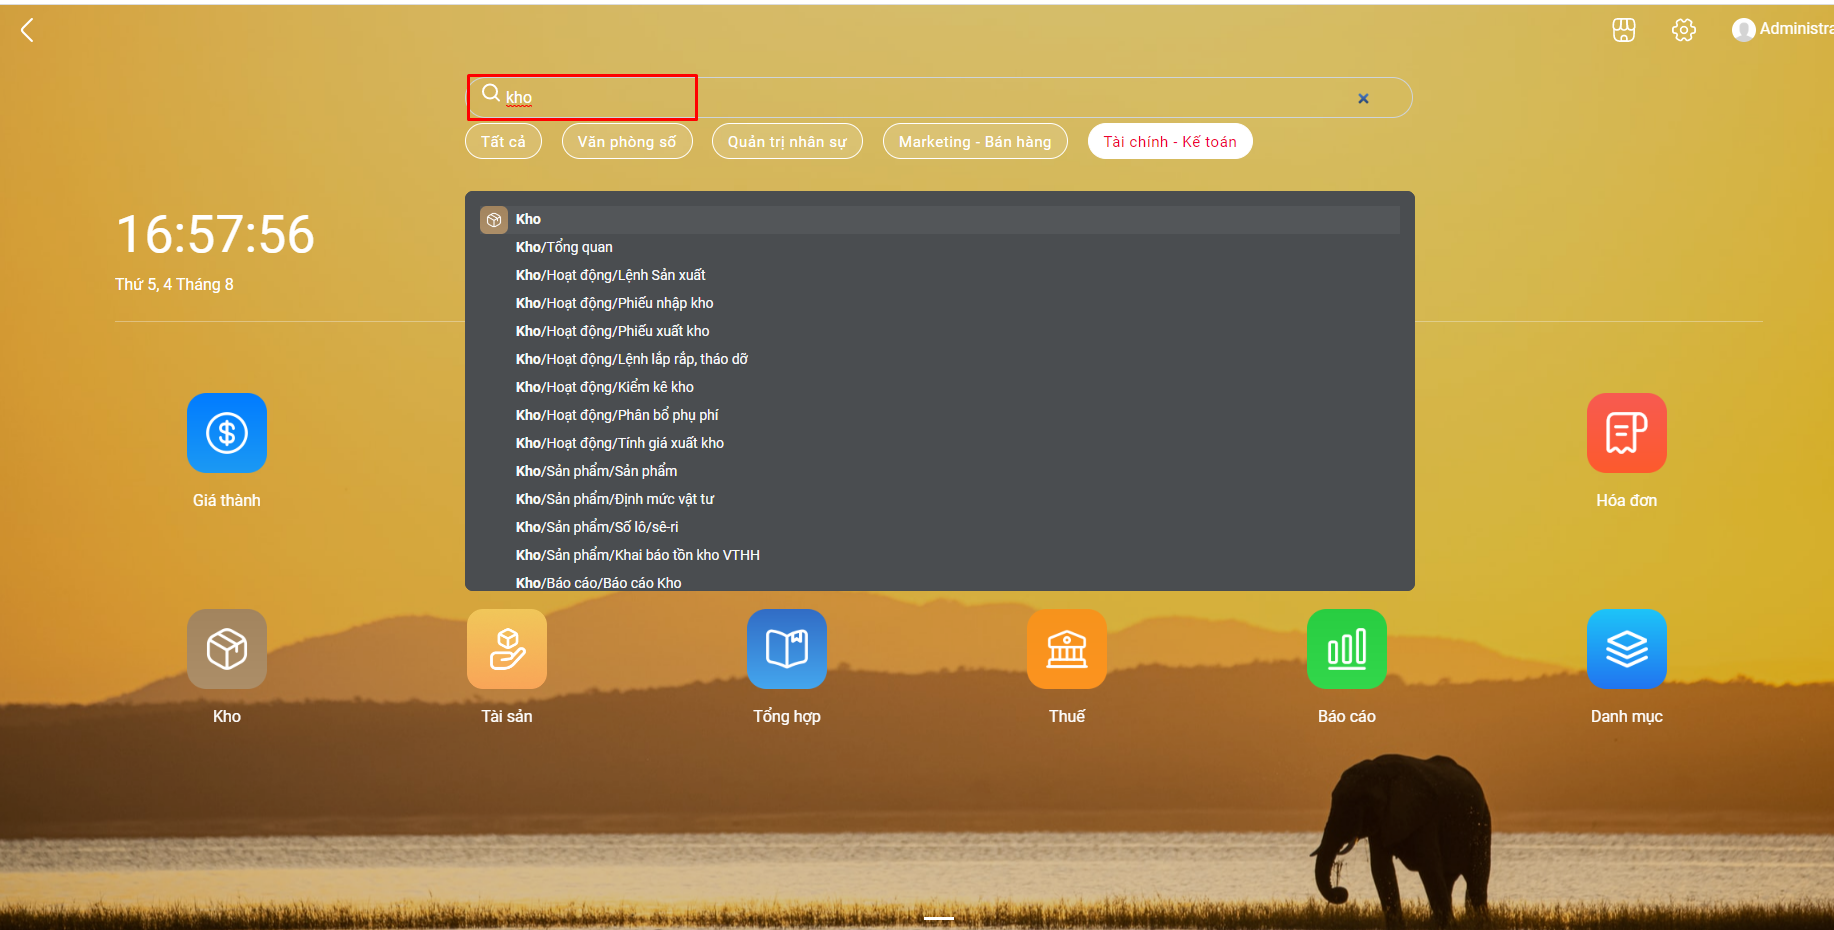 Administra
kho
Tất cả
Văn phòng số
Quản trị nhân sự
Marketing - Bán hàng
Tài chính - Kế toán
16:57:56
Thứ 5, 4 Tháng 8
Kho
Kho/Tổng quan
Kho/Hoạt động/Lệnh Sản xuất
Kho/Hoạt động/Phiếu nhập kho
Kho/Hoạt động/Phiếu xuất kho
Kho/Hoạt động/Lệnh lắp rắp, tháo dỡ
Kho/Hoạt động/Kiểm kê kho
Kho/Hoạt động/Phân bổ phụ phí
Kho/Hoạt động/Tính giá xuất kho
Kho/Sản phẩm/Sản phẩm
Kho/Sản phẩm/Định mức vật tư
Kho/Sản phẩm/Số lô/sê-ri
Kho/Sản phẩm/Khai báo tồn kho VTHH
Kho/Báo cáo/Báo cáo Kho
Giá thành
Hóa đơn
Kho
Tài sản
Tổng hợp
Thuế
Báo cáo
Danh mục